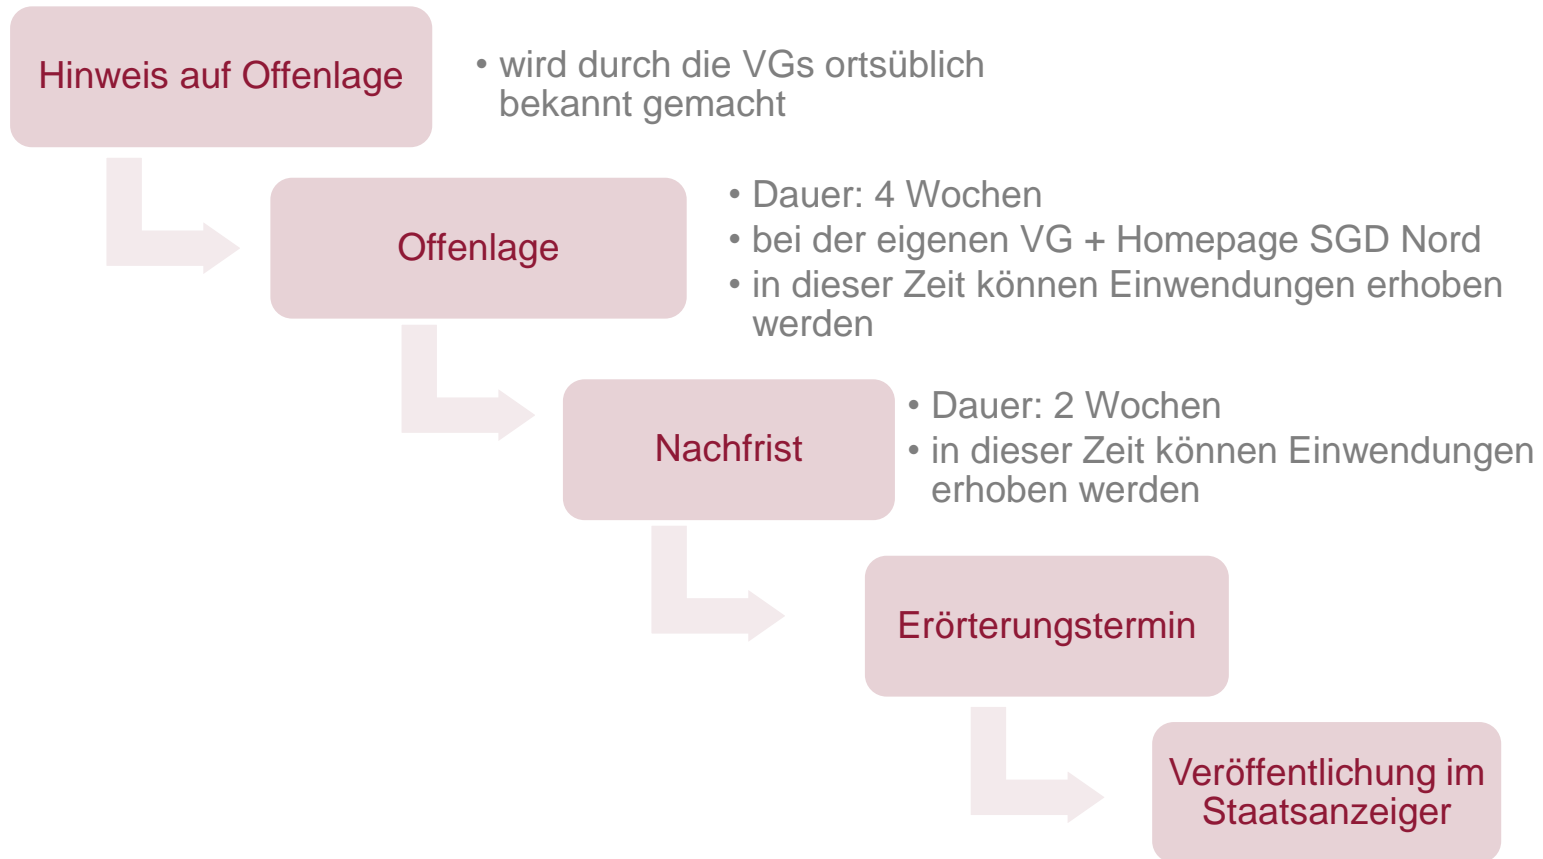 Hinweis auf Offenlage
• wird durch die VGs ortsüblich
bekannt gemacht
Offenlage
• Dauer: 4 Wochen
• bei der eigenen VG + Homepage SGD Nord
• in dieser Zeit können Einwendungen erhoben
werden
Nachfrist
• Dauer: 2 Wochen
• in dieser Zeit können Einwendungen
erhoben werden
Erörterungstermin
Veröffentlichung im
Staatsanzeiger